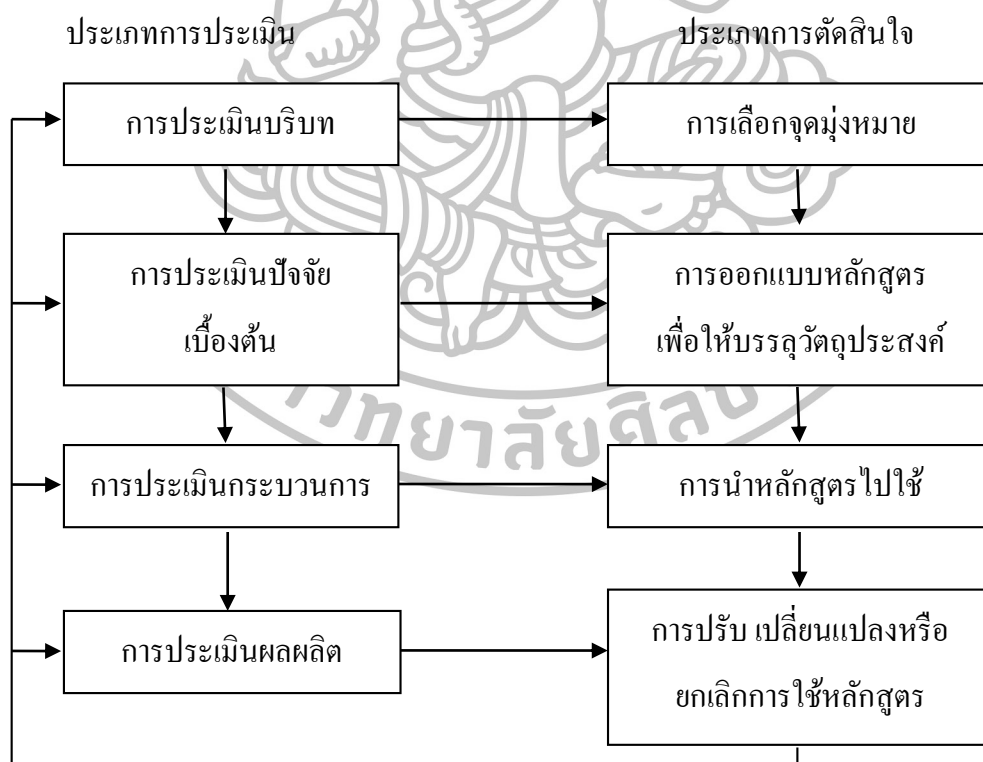 ประเภทการประเมิน
ประเภทการตัดสินใจ
การประเมินบริบท
การเลือกจุดมุ่งหมาย
การประเมินปัจจัย
เบื้องต้น
การออกแบบหลักสูตร
เพื่อให้บรรลุวัตถุประสงค์
การประเมินกระบวนการ
การนำหลักสูตรไปใช้
การประเมินผลผลิต
การปรับ เปลี่ยนแปลงหรือ
ยกเลิกการใช้หลักสูตร